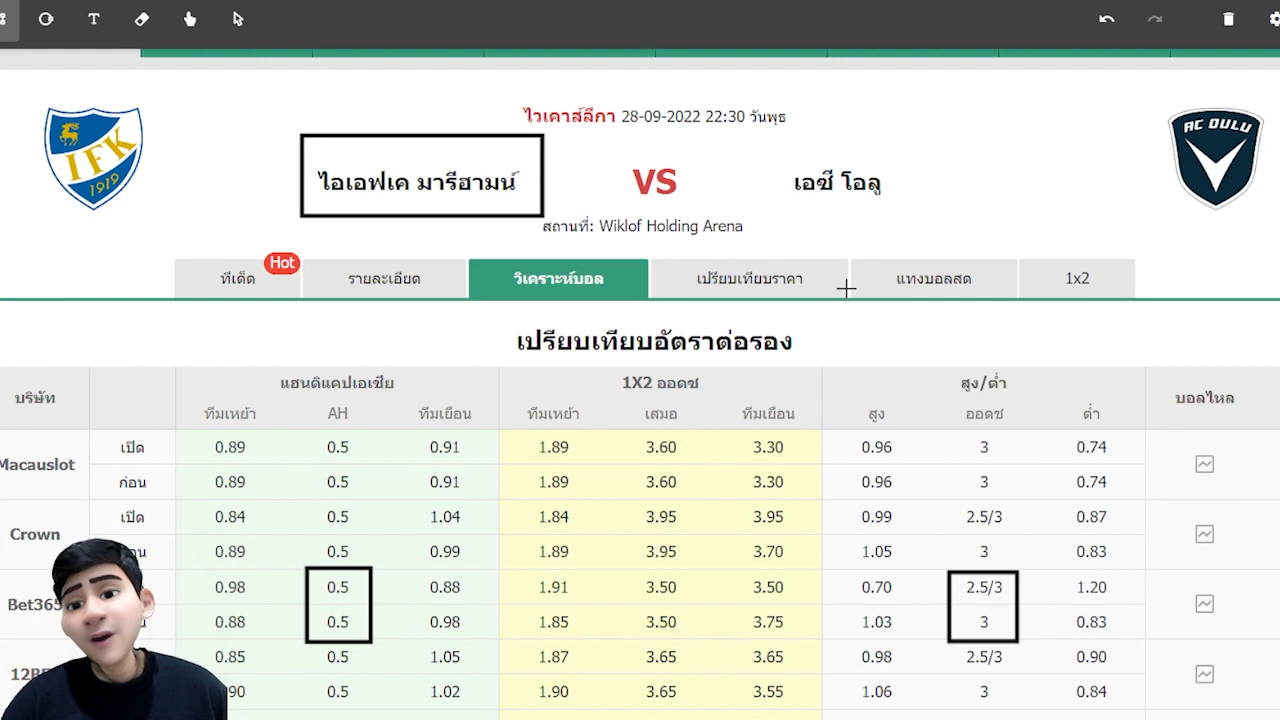 T
ไวเคาส์ลีกา 28-09-2022 22:30 วันพุธ
IFK
1919
AC OULU
ไอเอฟเค มารีฮามน์ VS เอซี โอลู
สถานที่: Wiklof Holding Arena
Hot
ทีเด็ด รายละเอียด วิเคราะห์บอล เปรียบเทียบราคา แทงบอลสด 1x2
เปรียบเทียบอัตราต่อรอง
บริษัท แฮนดิแคปเอเชีย 1X2 ออดซ์ สูง/ต่ำ บอลไหล
ทีมเหย้า AH ทีมเยือน ทีมเหย้า เสมอ ทีมเยือน สูง ออดซ์ ต่ำ
Macauslot
เปิด 0.89 0.5 0.91 1.89 3.60 3.30 0.96 3 0.74
ก่อน 0.89 0.5 0.91 1.89 3.60 3.30 0.96 3 0.74
Crown
เปิด 0.84 0.5 1.04 1.84 3.95 3.95 0.99 2.5/3 0.87
0.89 0.5 0.99 1.89 3.95 3.70 1.05 3 0.83
Bet365
0.98 0.5 0.88 1.91 3.50 3.50 0.70 2.5/3 1.20
0.88 0.5 0.98 1.85 3.50 3.75 1.03 3 0.83
0.85 0.5 1.05 1.87 3.65 3.65 0.98 2.5/3 0.90
0.5 1.02 1.90 3.65 3.55 1.06 3 0.84